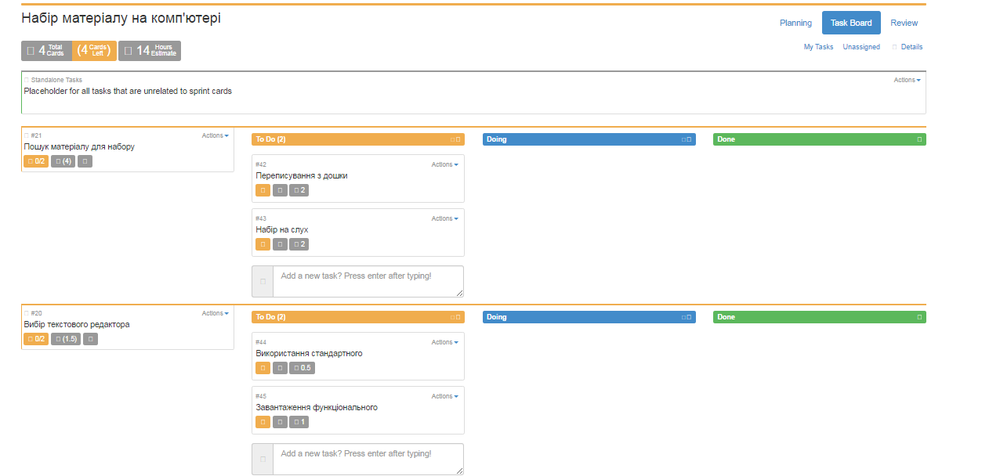 Набір матеріалу на комп'ютері
Planning Task Board Review
4 Total Cards (4 Cards Left) 14 Hours Estimate
My Tasks Unassigned Details
Standalone Tasks Actions
Placeholder for all tasks that are unrelated to sprint cards
#21 Actions
Пошук матеріалу для набору
0/2 (4)
To Do (2) Doing Done
#42 Actions
Переписування з дошки
2
#43 Actions
Набір на слух
2
Add a new task? Press enter after typing!
#20 Actions
Вибір текстового редактора
0/2 (1.5)
To Do (2) Doing Done
#44 Actions
Використання стандартного
0.5
#45 Actions
Завантаження функціонального
1
Add a new task? Press enter after typing!